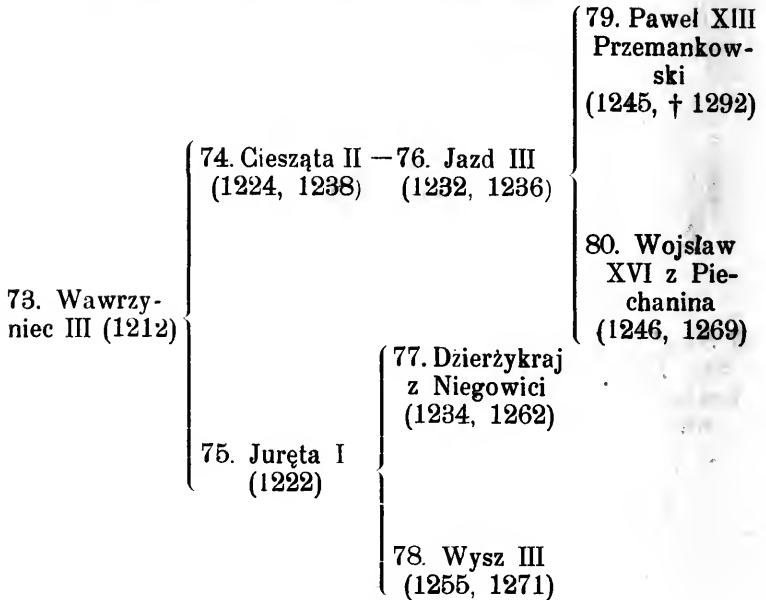 79. Paweł XIII
Przemankow-
ski
(1245, † 1292)
74. Ciesząta II — 76. Jazd III
(1224, 1238) (1232, 1236)
80. Wojsław
XVI z Pie-
chanina
(1246, 1269)
73. Wawrzy-
niec III (1212)
77. Dzierżykraj
z Niegowici
(1234, 1262)
75. Juręta I
(1222)
78. Wysz III
(1255, 1271)